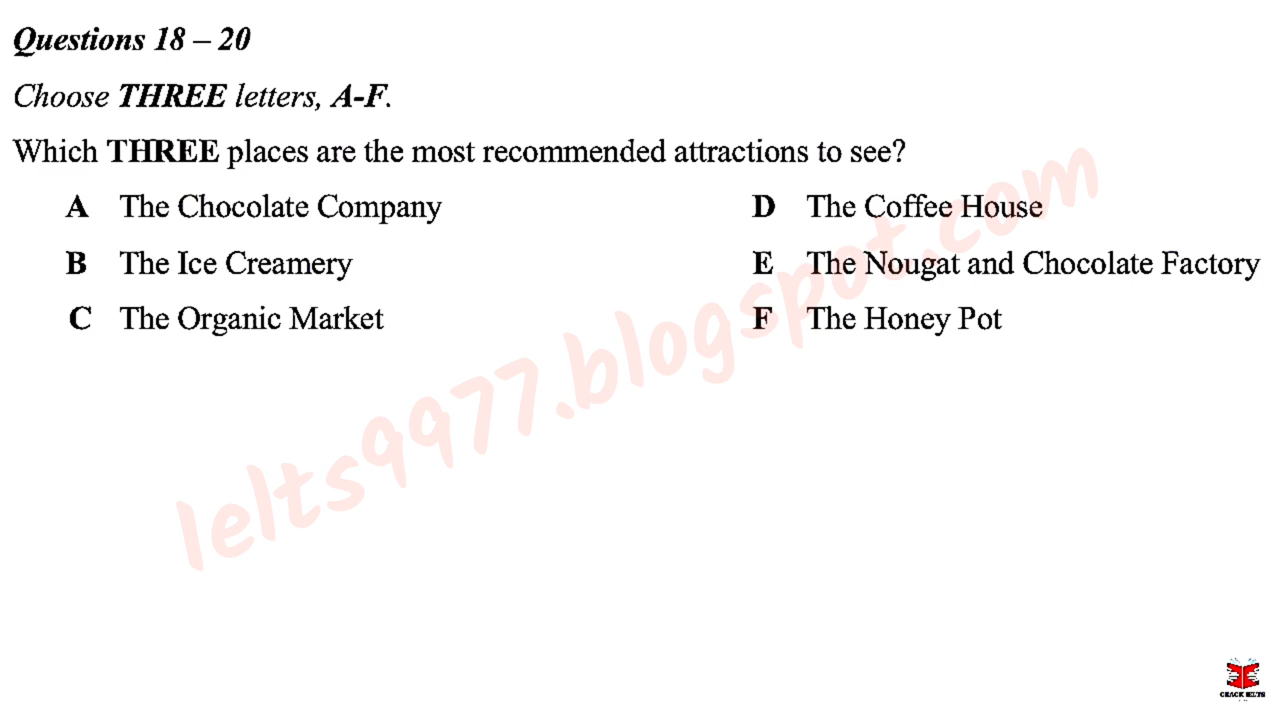 Questions 18 – 20
Choose THREE letters, A-F.
Which THREE places are the most recommended attractions to see?
A The Chocolate Company
B The Ice Creamery
C The Organic Market
D The Coffee House
E The Nougat and Chocolate Factory
F The Honey Pot
Ielts9977.blogspot.com
CRACK IELTS